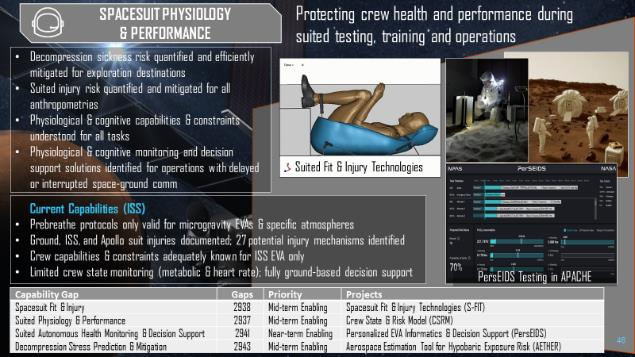 SPACESUIT PHYSIOLOGY
& PERFORMANCE
Protecting crew health and performance during
suited testing, training and operations
• Decompression sickness risk quantified and efficiently
mitigated for exploration destinations
• Suited injury risk quantified and mitigated for all
anthropometries
• Physiological & cognitive capabilities & constraints
understood for all tasks
• Physiological & cognitive monitoring and decision
support solutions identified for operations with delayed
or interrupted space-ground comm
Suited Fit & Injury Technologies
PerSEIDS
NASA
70%
PerSEIDS Testing in APACHE
Current Capabilities (ISS)
• Prebreathe protocols only valid for microgravity EVAs & specific atmospheres
• Ground, ISS, and Apollo suit injuries documented; 27 potential injury mechanisms identified
• Crew capabilities & constraints adequately known for ISS EVA only
• Limited crew state monitoring (metabolic & heart rate); fully ground-based decision support
Capability Gap Gaps Priority Projects
Spacesuit Fit & Injury 2938 Mid-term Enabling Spacesuit Fit & Injury Technologies (S-FIT)
Suited Physiology & Performance 2937 Mid-term Enabling Crew State & Risk Model (CSRM)
Suited Autonomous Health Monitoring & Decision Support 2941 Near-term Enabling Personalized EVA Informatics & Decision Support (PersEIDS)
Decompression Stress Prediction & Mitigation 2943 Mid-term Enabling Aerospace Estimation Tool for Hypobaric Exposure Risk (AETHER)
48